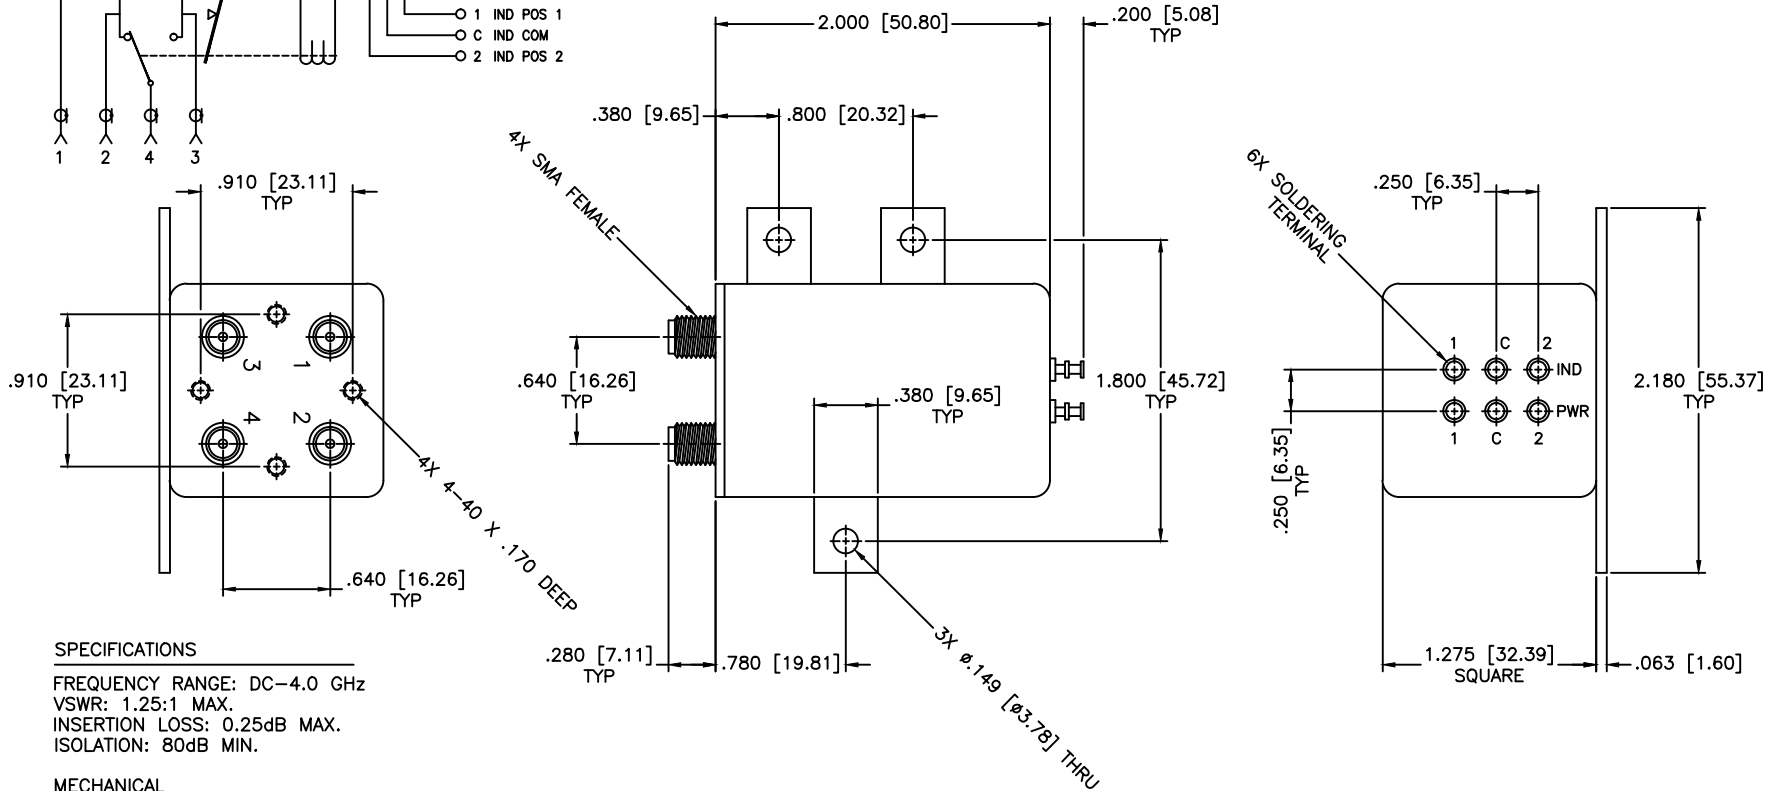 1 IND POS 1
C IND COM
2 IND POS 2
1 2 4 3
2.000 [50.80]
.200 [5.08]
TYP
.380 [9.65]
.800 [20.32]
4X SMA FEMALE
.910 [23.11]
TYP
6X SOLDERING
TERMINAL
.250 [6.35]
TYP
.910 [23.11]
TYP
3 1
4 2
4X 4-40 X .170 DEEP
.640 [16.26]
TYP
.640 [16.26]
TYP
.380 [9.65]
TYP
1.800 [45.72]
TYP
1 C 2
IND
PWR
1 C 2
.250 [6.35]
TYP
2.180 [55.37]
TYP
.280 [7.11]
TYP
.780 [19.81]
3X ø.149 [ø3.78] THRU
1.275 [32.39]
SQUARE
.063 [1.60]
SPECIFICATIONS
FREQUENCY RANGE: DC-4.0 GHz
VSWR: 1.25:1 MAX.
INSERTION LOSS: 0.25dB MAX.
ISOLATION: 80dB MIN.
MECHANICAL